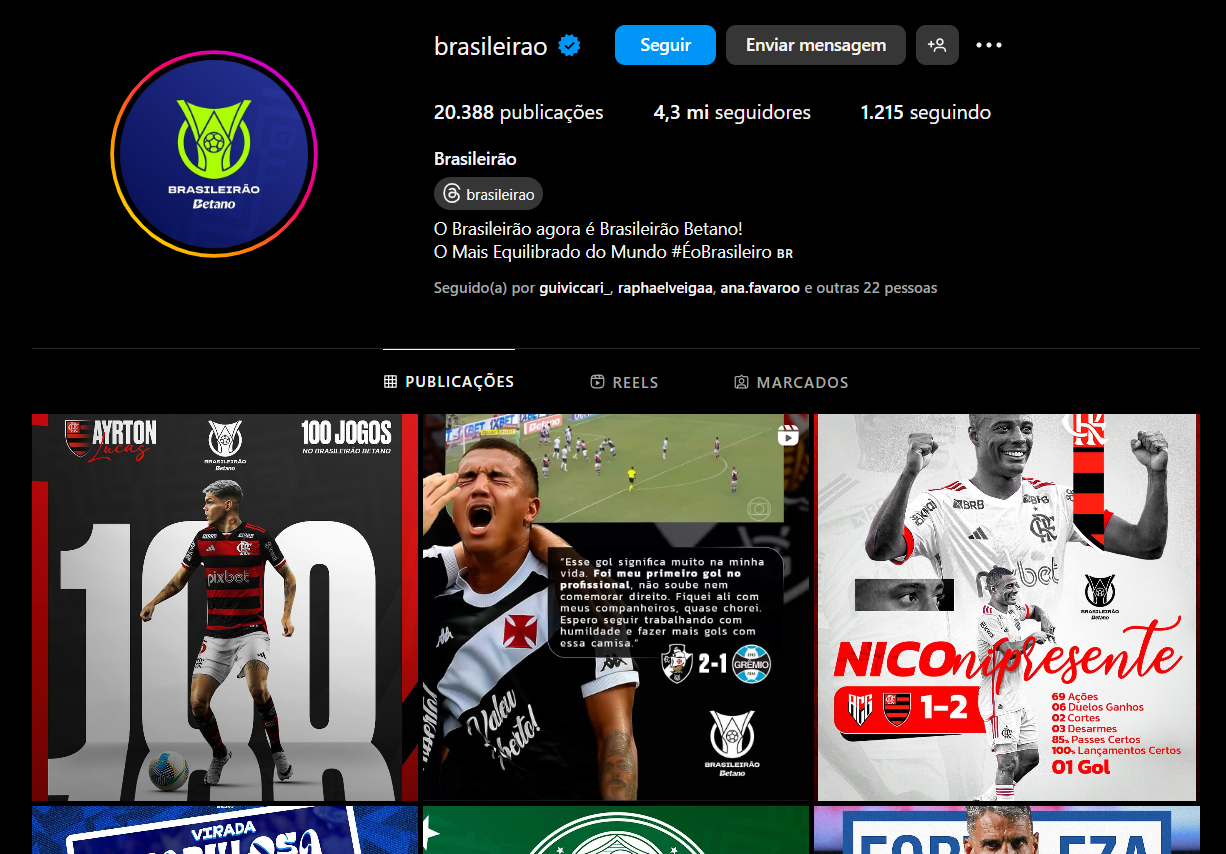 brasileirao
Seguir
Enviar mensagem
20.388 publicações
4,3 mi seguidores
1.215 seguindo
Brasileirão
brasileirao
O Brasileirão agora é Brasileirão Betano!
O Mais Equilibrado do Mundo #ÉoBrasileiro BR
Seguido(a) por guiviccari_, raphaelveigaa, ana.favaroo e outras 22 pessoas
BRASILEIRÃO
Betano
PUBLICAÇÕES
REELS
MARCADOS
AYRTON
Lucas
BRASILEIRÃO
Betano
100 JOGOS
NO BRASILEIRÃO BETANO
100
pixbet
"Esse gol significa muito na minha
vida. Foi meu primeiro gol no
profissional, não soube nem
comemorar direito. Fiquei ali com
meus companheiros, quase chorei.
Espero seguir trabalhando com
humildade e fazer mais gols com
essa camisa."
2-1
GRÊMIO
Valeu
BRASILEIRÃO
Betano
BRB
BRASILEIRÃO
Betano
NICOnipresente
ACG
1-2
69 Ações
06 Duelos Ganhos
02 Cortes
03 Desarmes
85% Passes Certos
100% Lançamentos Certos
01 Gol
VIRADA